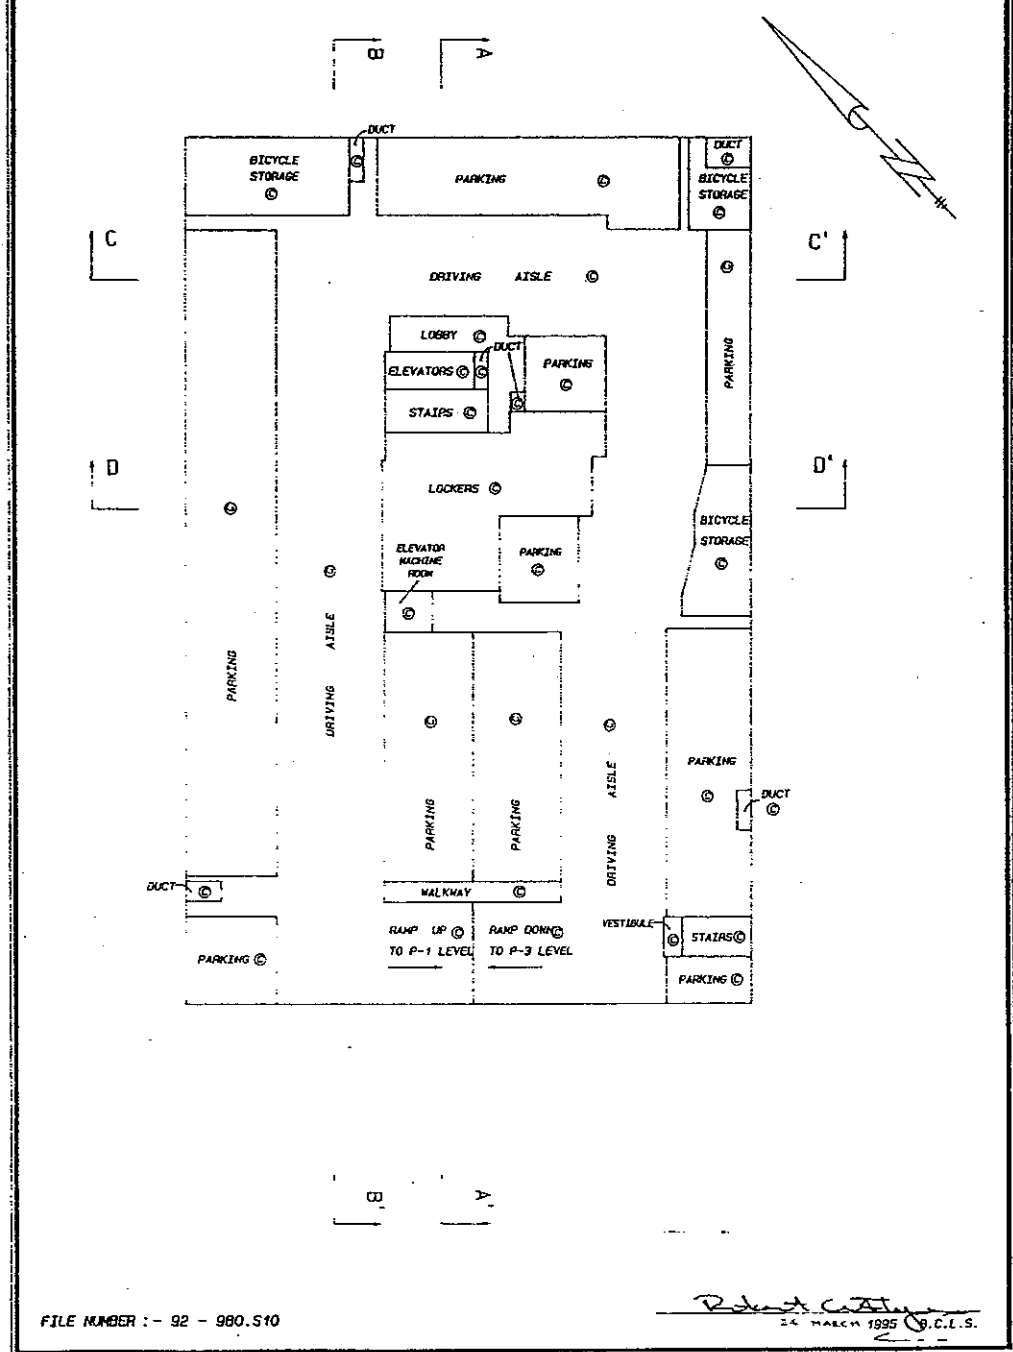 B A
DUCT
BICYCLE
STORAGE
©
©
PARKING ©
DUCT
©
BICYCLE
STORAGE
©
N
C
C'
DRIVING AISLE ©
©
PARKING
LOBBY ©
DUCT
ELEVATORS © ©
PARKING
©
©
STAIRS ©
D
D'
LOCKERS ©
©
PARKING
BICYCLE
STORAGE
©
ELEVATOR
MACHINE
ROOM
©
PARKING
©
©
DRIVING AISLE
©
PARKING
©
PARKING
©
DRIVING AISLE
PARKING
©
DUCT
©
DUCT
©
WALKWAY ©
RAMP UP ©
TO P-1 LEVEL
RAMP DOWN ©
TO P-3 LEVEL
VESTIBULE
©
STAIRS ©
PARKING ©
PARKING ©
B' A'
FILE NUMBER :- 92 - 980.S10
MARCH 1995 B.C.L.S.